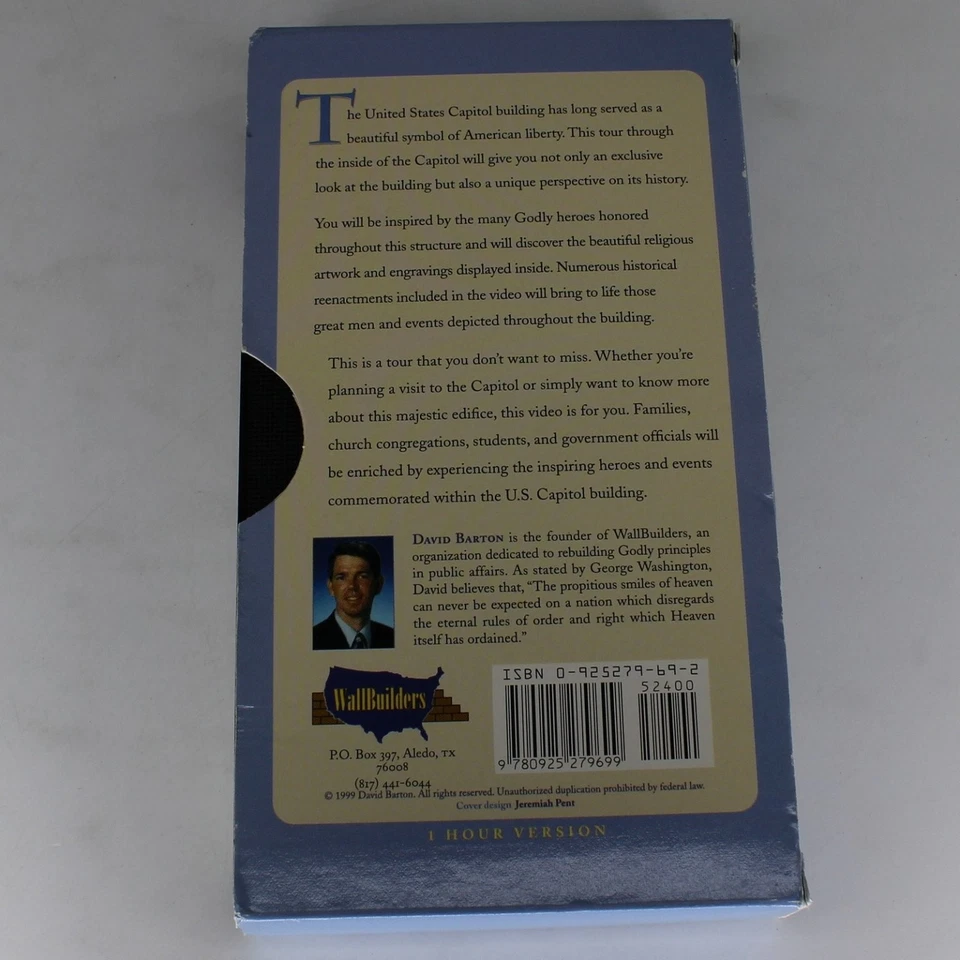 The United States Capitol building has long served as a
beautiful symbol of American liberty. This tour through
the inside of the Capitol will give you not only an exclusive
look at the building but also a unique perspective on its history.
You will be inspired by the many Godly heroes honored
throughout this structure and will discover the beautiful religious
artwork and engravings displayed inside. Numerous historical
reenactments included in the video will bring to life those
great men and events depicted throughout the building.
This is a tour that you don't want to miss. Whether you're
planning a visit to the Capitol or simply want to know more
about this majestic edifice, this video is for you. Families,
church congregations, students, and government officials will
be enriched by experiencing the inspiring heroes and events
commemorated within the U.S. Capitol building.
DAVID BARTON is the founder of WallBuilders, an
organization dedicated to rebuilding Godly principles
in public affairs. As stated by George Washington,
David believes that, "The propitious smiles of heaven
can never be expected on a nation which disregards
the eternal rules of order and right which Heaven
itself has ordained."
WallBuilders
P.O. Box 397, Aledo, TX
76008
(817) 441-6044
ISBN 0-925279-69-2
52400
9 780925 279699
© 1999 David Barton. All rights reserved. Unauthorized duplication prohibited by federal law.
Cover design Jeremiah Pent
1 HOUR VERSION